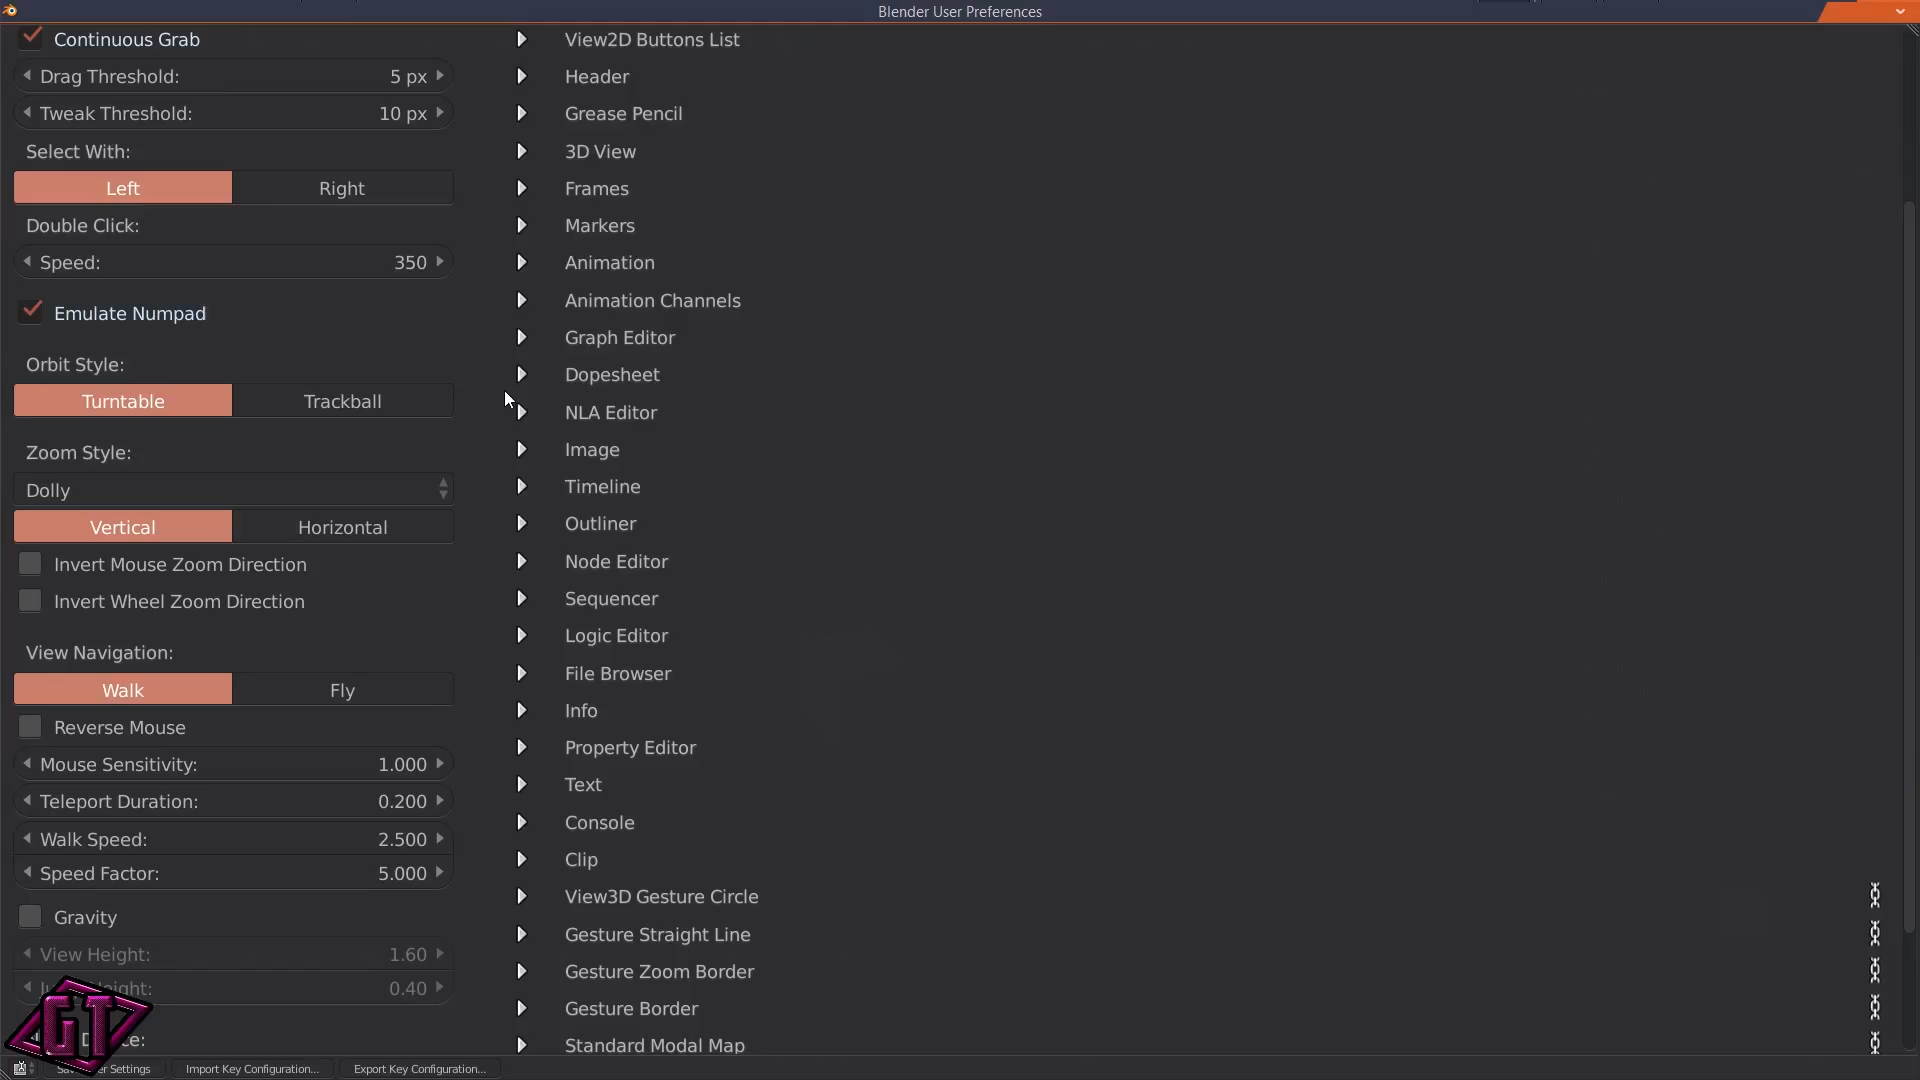 Blender User Preferences
Continuous Grab
Drag Threshold: 5 px
Tweak Threshold: 10 px
Select With:
Left Right
Double Click:
Speed: 350
Emulate Numpad
Orbit Style:
Turntable Trackball
Zoom Style:
Dolly
Vertical Horizontal
Invert Mouse Zoom Direction
Invert Wheel Zoom Direction
View Navigation:
Walk Fly
Reverse Mouse
Mouse Sensitivity: 1.000
Teleport Duration: 0.200
Walk Speed: 2.500
Speed Factor: 5.000
Gravity
View Height: 1.60
0.40
GT
View2D Buttons List
Header
Grease Pencil
3D View
Frames
Markers
Animation
Animation Channels
Graph Editor
Dopesheet
NLA Editor
Image
Timeline
Outliner
Node Editor
Sequencer
Logic Editor
File Browser
Info
Property Editor
Text
Console
Clip
View3D Gesture Circle
Gesture Straight Line
Gesture Zoom Border
Gesture Border
Standard Modal Map
Settings Import Key Configuration... Export Key Configuration...